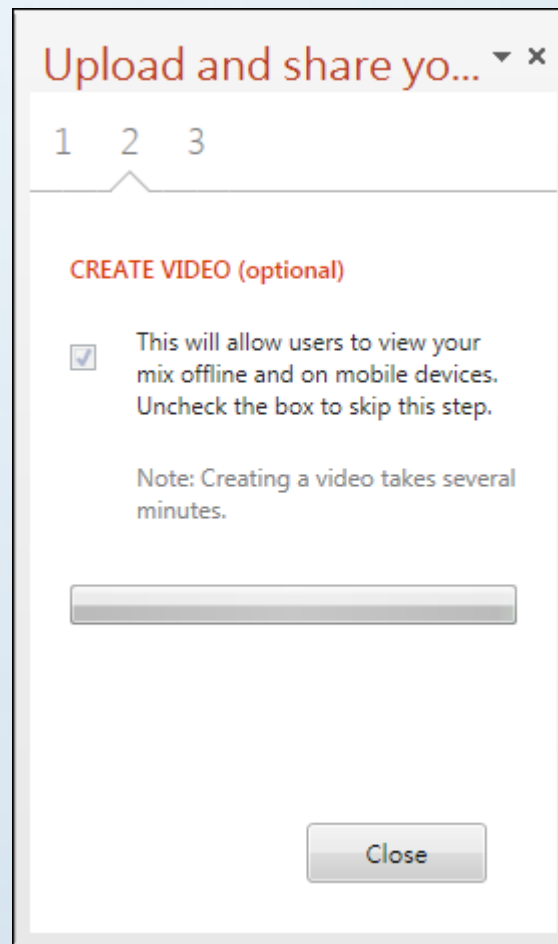 Upload and share yo...
1 2 3
CREATE VIDEO (optional)
This will allow users to view your
mix offline and on mobile devices.
Uncheck the box to skip this step.
Note: Creating a video takes several
minutes.
Close